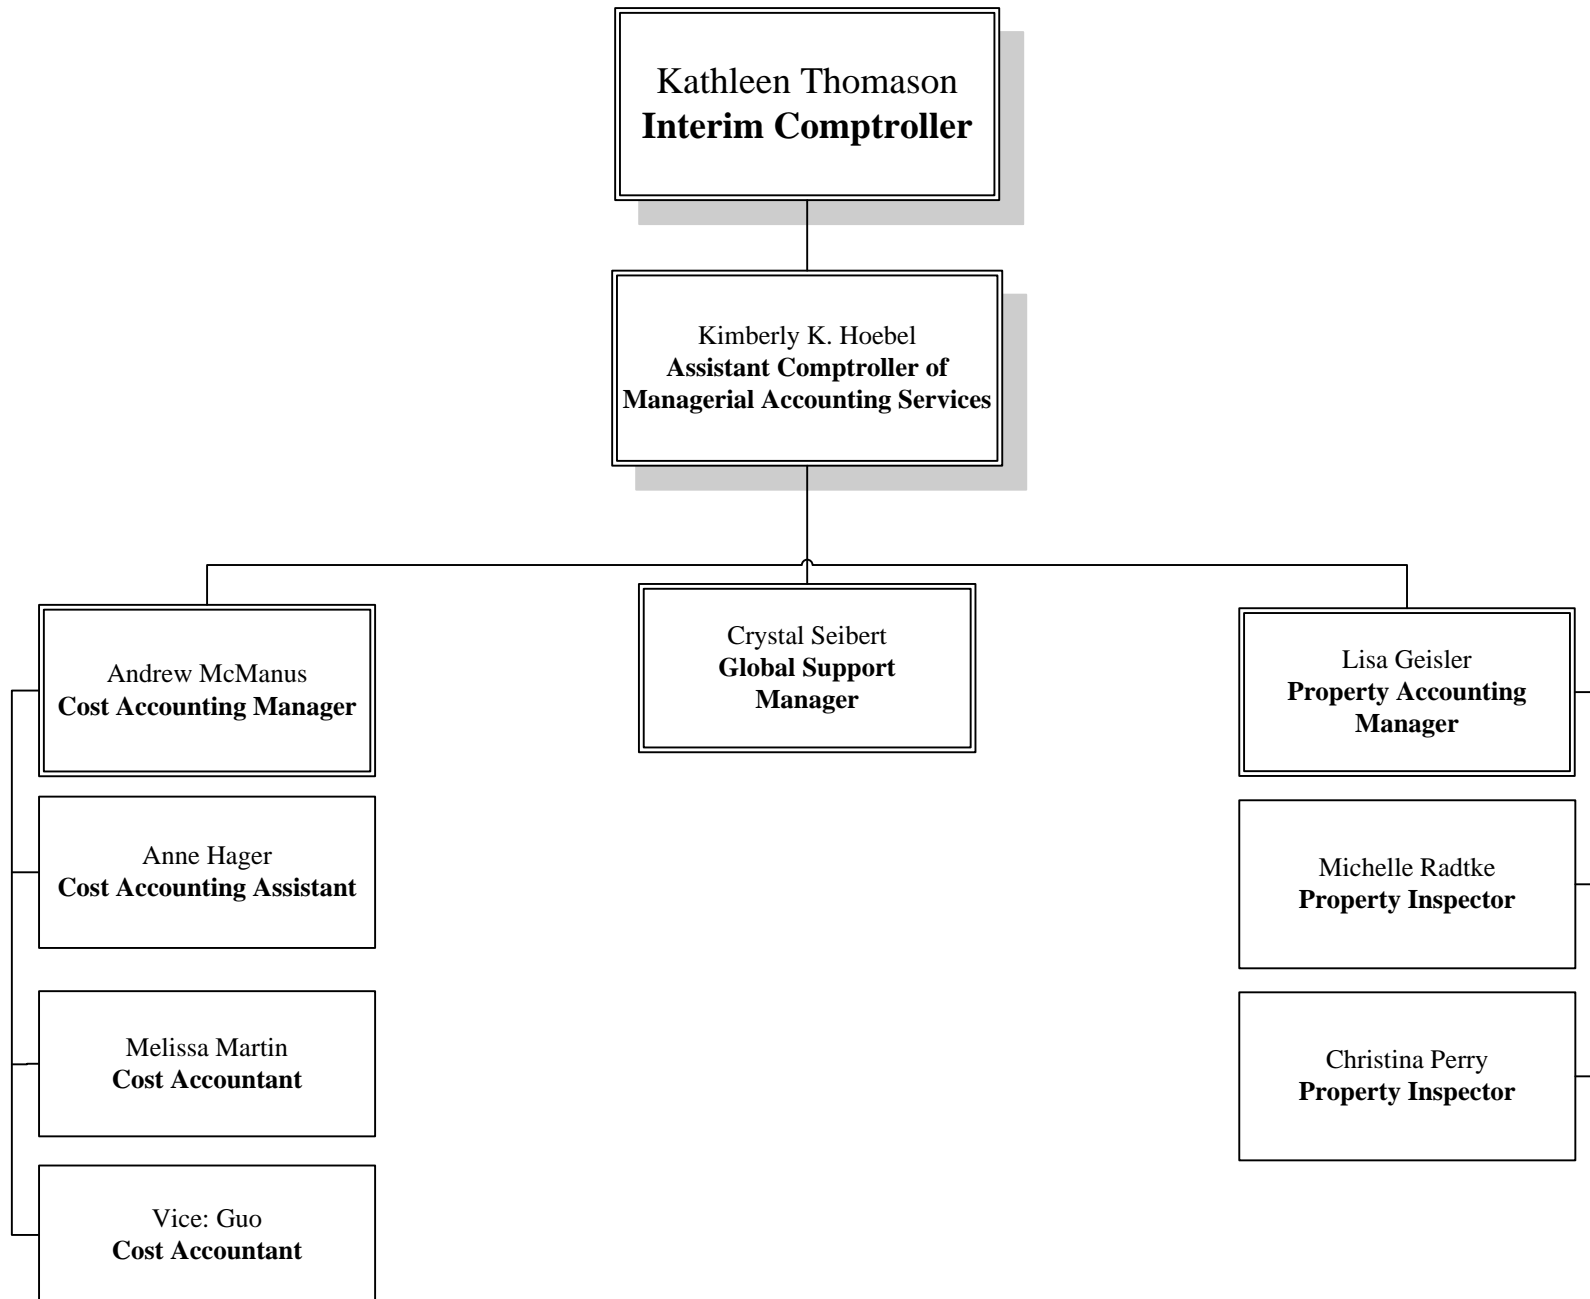 Kathleen Thomason
Interim Comptroller
Kimberly K. Hoebel
Assistant Comptroller of
Managerial Accounting Services
Andrew McManus
Cost Accounting Manager
Crystal Seibert
Global Support
Manager
Lisa Geisler
Property Accounting
Manager
Anne Hager
Cost Accounting Assistant
Michelle Radtke
Property Inspector
Melissa Martin
Cost Accountant
Christina Perry
Property Inspector
Vice: Guo
Cost Accountant